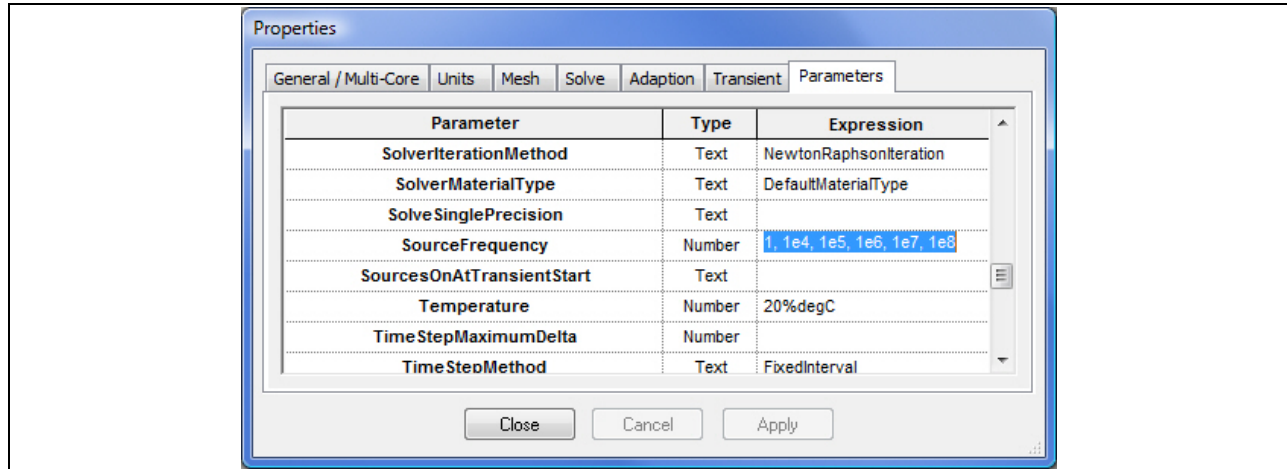 Properties
General / Multi-Core Units Mesh Solve Adaption Transient Parameters
Parameter Type Expression
SolverIterationMethod Text NewtonRaphsonIteration
SolverMaterialType Text DefaultMaterialType
SolveSinglePrecision Text
SourceFrequency Number 1, 1e4, 1e5, 1e6, 1e7, 1e8
SourcesOnAtTransientStart Text
Temperature Number 20%degC
TimeStepMaximumDelta Number
TimeStepMethod Text FixedInterval
Close Cancel Apply